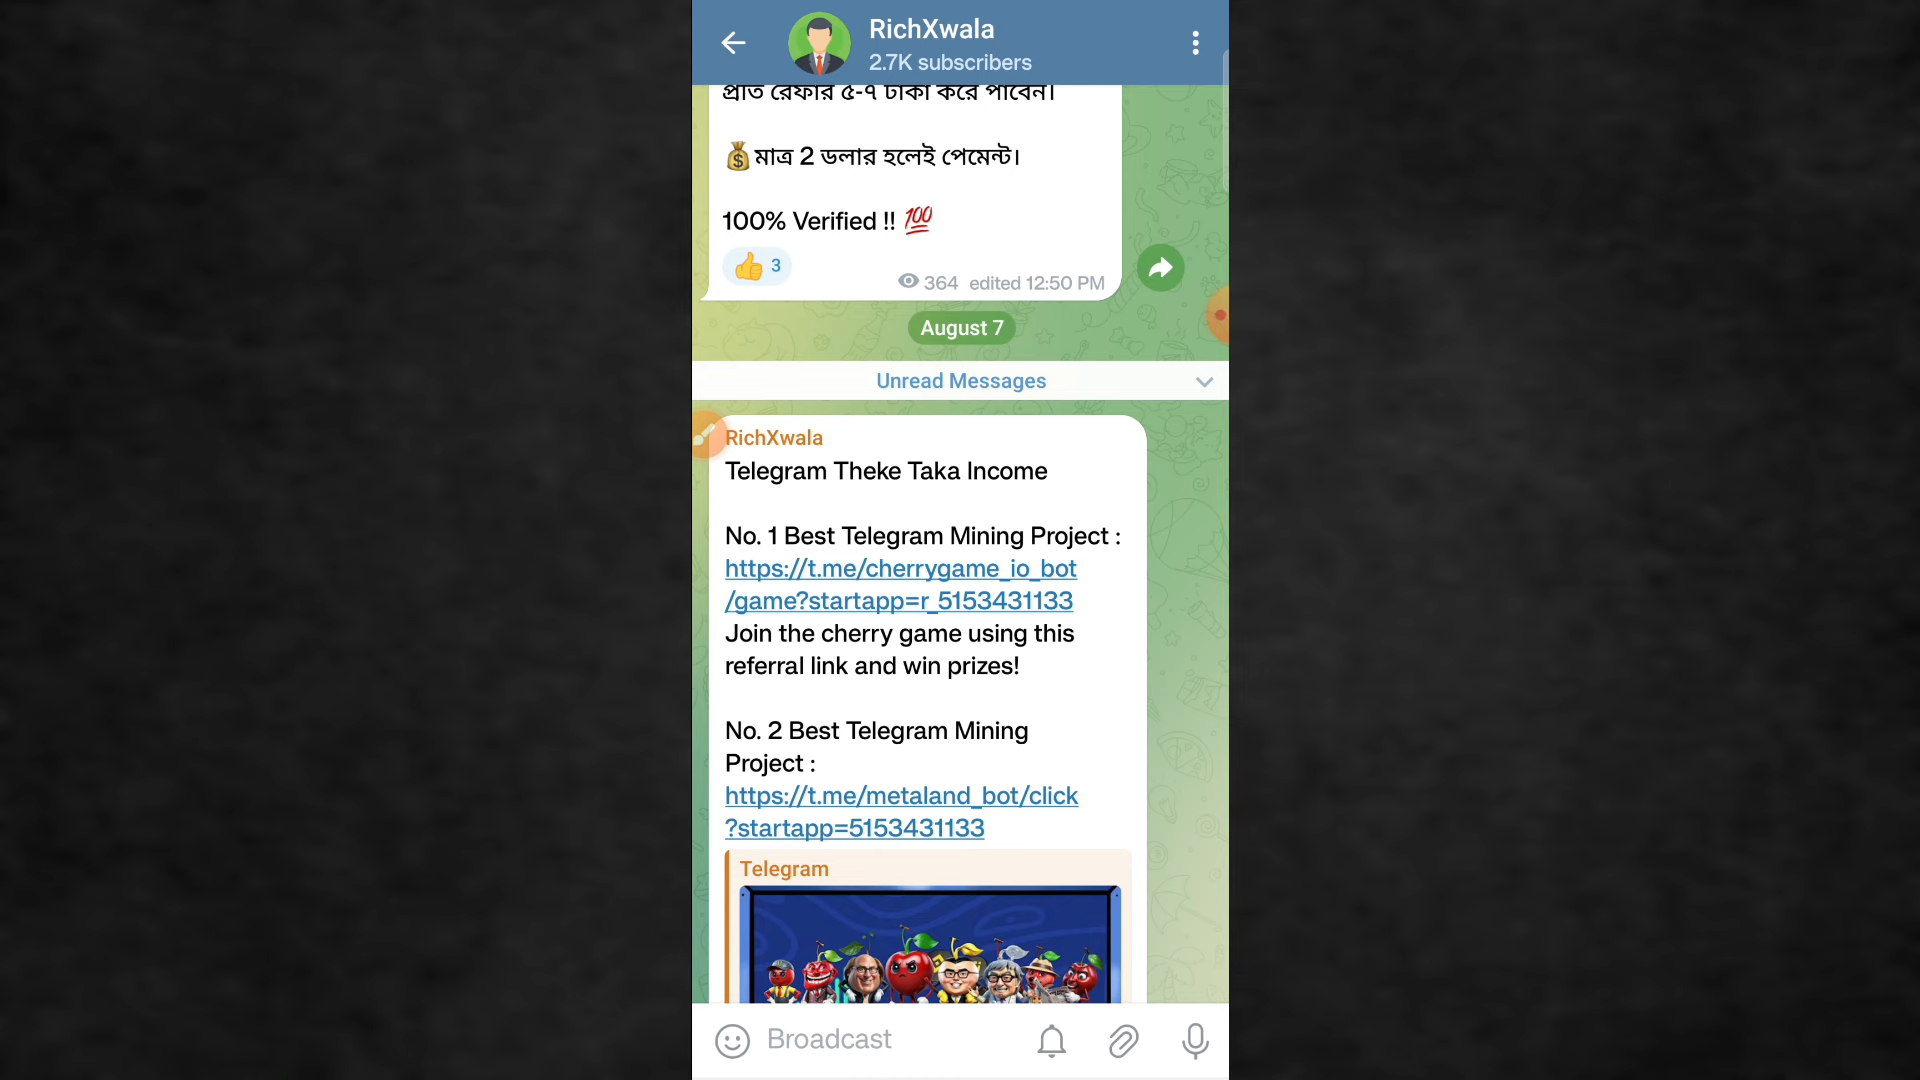 RichXwala
2.7K subscribers
প্রতি রেফার ৫-৭ টাকা করে পাবেন।
💰মাত্র 2 ডলার হলেই পেমেন্ট।
100% Verified !! 💯
👍 3
364 edited 12:50 PM
August 7
Unread Messages
RichXwala
Telegram Theke Taka Income
No. 1 Best Telegram Mining Project :
https://t.me/cherrygame_io_bot
/game?startapp=r_5153431133
Join the cherry game using this
referral link and win prizes!
No. 2 Best Telegram Mining
Project :
https://t.me/metaland_bot/click
?startapp=5153431133
Telegram
Broadcast